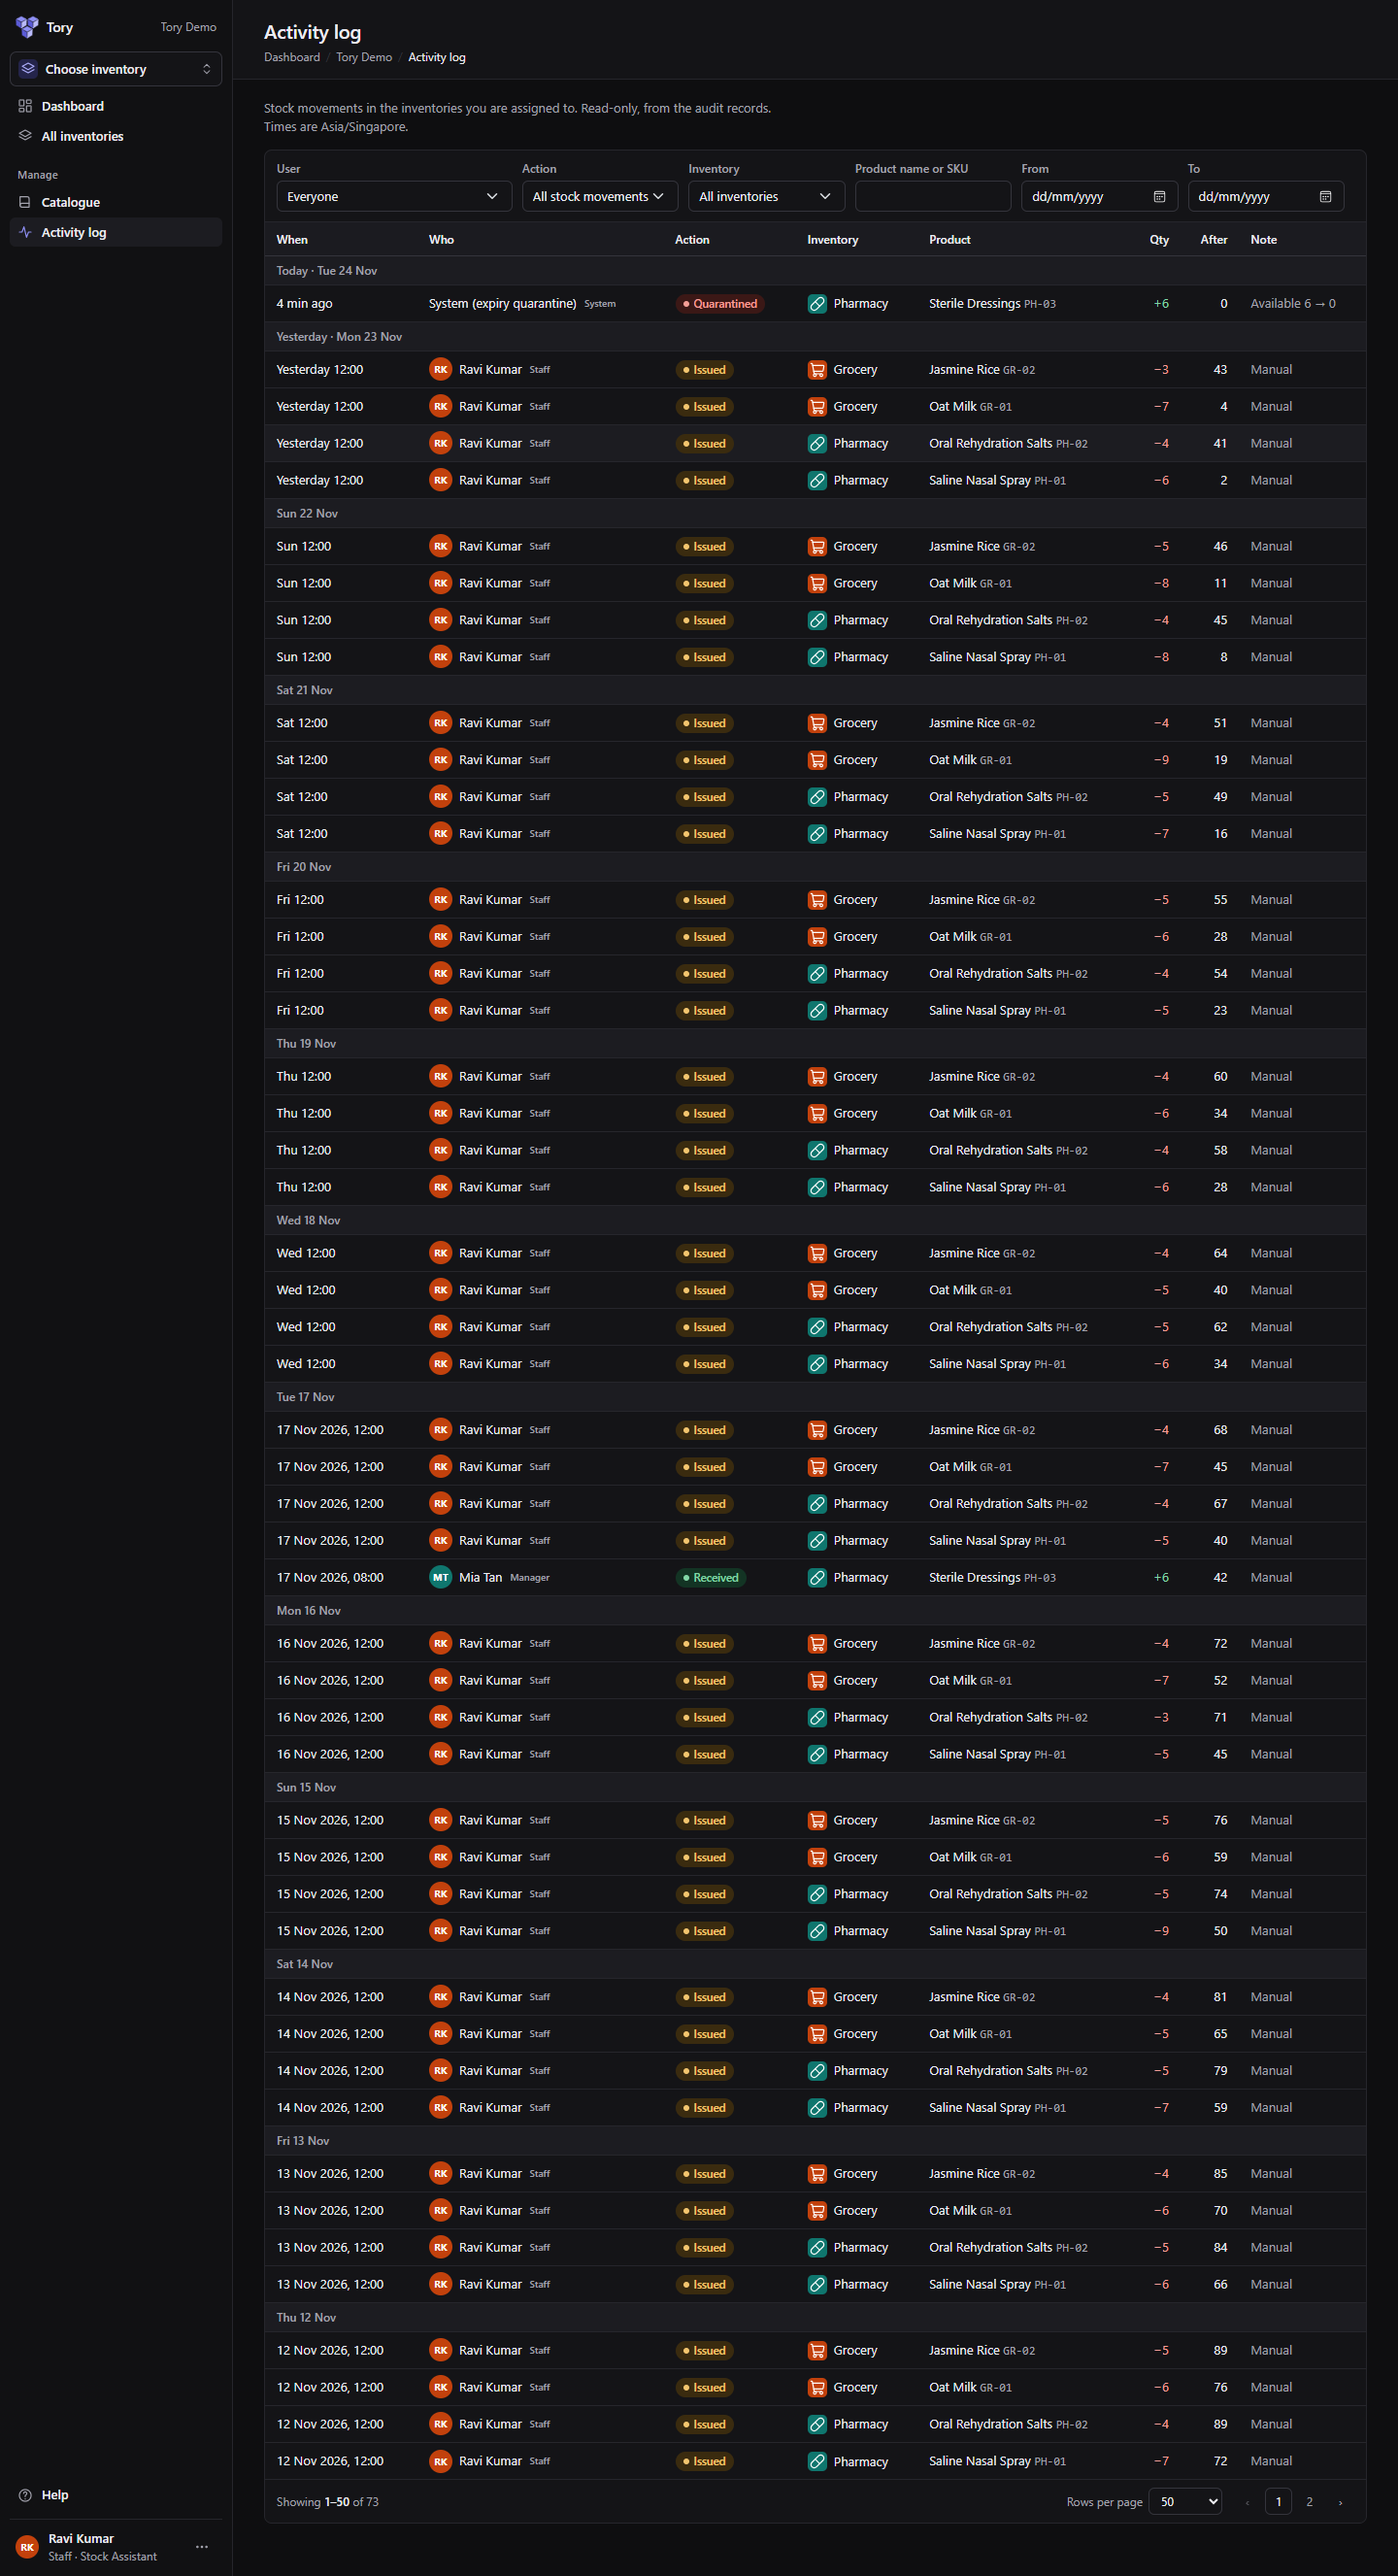 Tory
Tory Demo
Choose inventory
Dashboard
All inventories
Manage
Catalogue
Activity log
Help
RK
Ravi Kumar
Staff · Stock Assistant
Activity log
Dashboard / Tory Demo / Activity log
Stock movements in the inventories you are assigned to. Read-only, from the audit records.
Times are Asia/Singapore.
User Action Inventory Product name or SKU From To
Everyone All stock movements All inventories dd/mm/yyyy dd/mm/yyyy
When Who Action Inventory Product Qty After Note
Today · Tue 24 Nov
4 min ago System (expiry quarantine) System Quarantined Pharmacy Sterile Dressings PH-03 +6 0 Available 6 → 0
Yesterday · Mon 23 Nov
Yesterday 12:00 RK Ravi Kumar Staff Issued Grocery Jasmine Rice GR-02 −3 43 Manual
Yesterday 12:00 RK Ravi Kumar Staff Issued Grocery Oat Milk GR-01 −7 4 Manual
Yesterday 12:00 RK Ravi Kumar Staff Issued Pharmacy Oral Rehydration Salts PH-02 −4 41 Manual
Yesterday 12:00 RK Ravi Kumar Staff Issued Pharmacy Saline Nasal Spray PH-01 −6 2 Manual
Sun 22 Nov
Sun 12:00 RK Ravi Kumar Staff Issued Grocery Jasmine Rice GR-02 −5 46 Manual
Sun 12:00 RK Ravi Kumar Staff Issued Grocery Oat Milk GR-01 −8 11 Manual
Sun 12:00 RK Ravi Kumar Staff Issued Pharmacy Oral Rehydration Salts PH-02 −4 45 Manual
Sun 12:00 RK Ravi Kumar Staff Issued Pharmacy Saline Nasal Spray PH-01 −8 8 Manual
Sat 21 Nov
Sat 12:00 RK Ravi Kumar Staff Issued Grocery Jasmine Rice GR-02 −4 51 Manual
Sat 12:00 RK Ravi Kumar Staff Issued Grocery Oat Milk GR-01 −9 19 Manual
Sat 12:00 RK Ravi Kumar Staff Issued Pharmacy Oral Rehydration Salts PH-02 −5 49 Manual
Sat 12:00 RK Ravi Kumar Staff Issued Pharmacy Saline Nasal Spray PH-01 −7 16 Manual
Fri 20 Nov
Fri 12:00 RK Ravi Kumar Staff Issued Grocery Jasmine Rice GR-02 −5 55 Manual
Fri 12:00 RK Ravi Kumar Staff Issued Grocery Oat Milk GR-01 −6 28 Manual
Fri 12:00 RK Ravi Kumar Staff Issued Pharmacy Oral Rehydration Salts PH-02 −4 54 Manual
Fri 12:00 RK Ravi Kumar Staff Issued Pharmacy Saline Nasal Spray PH-01 −5 23 Manual
Thu 19 Nov
Thu 12:00 RK Ravi Kumar Staff Issued Grocery Jasmine Rice GR-02 −4 60 Manual
Thu 12:00 RK Ravi Kumar Staff Issued Grocery Oat Milk GR-01 −6 34 Manual
Thu 12:00 RK Ravi Kumar Staff Issued Pharmacy Oral Rehydration Salts PH-02 −4 58 Manual
Thu 12:00 RK Ravi Kumar Staff Issued Pharmacy Saline Nasal Spray PH-01 −6 28 Manual
Wed 18 Nov
Wed 12:00 RK Ravi Kumar Staff Issued Grocery Jasmine Rice GR-02 −4 64 Manual
Wed 12:00 RK Ravi Kumar Staff Issued Grocery Oat Milk GR-01 −5 40 Manual
Wed 12:00 RK Ravi Kumar Staff Issued Pharmacy Oral Rehydration Salts PH-02 −5 62 Manual
Wed 12:00 RK Ravi Kumar Staff Issued Pharmacy Saline Nasal Spray PH-01 −6 34 Manual
Tue 17 Nov
17 Nov 2026, 12:00 RK Ravi Kumar Staff Issued Grocery Jasmine Rice GR-02 −4 68 Manual
17 Nov 2026, 12:00 RK Ravi Kumar Staff Issued Grocery Oat Milk GR-01 −7 45 Manual
17 Nov 2026, 12:00 RK Ravi Kumar Staff Issued Pharmacy Oral Rehydration Salts PH-02 −4 67 Manual
17 Nov 2026, 12:00 RK Ravi Kumar Staff Issued Pharmacy Saline Nasal Spray PH-01 −5 40 Manual
17 Nov 2026, 08:00 MT Mia Tan Manager Received Pharmacy Sterile Dressings PH-03 +6 42 Manual
Mon 16 Nov
16 Nov 2026, 12:00 RK Ravi Kumar Staff Issued Grocery Jasmine Rice GR-02 −4 72 Manual
16 Nov 2026, 12:00 RK Ravi Kumar Staff Issued Grocery Oat Milk GR-01 −7 52 Manual
16 Nov 2026, 12:00 RK Ravi Kumar Staff Issued Pharmacy Oral Rehydration Salts PH-02 −3 71 Manual
16 Nov 2026, 12:00 RK Ravi Kumar Staff Issued Pharmacy Saline Nasal Spray PH-01 −5 45 Manual
Sun 15 Nov
15 Nov 2026, 12:00 RK Ravi Kumar Staff Issued Grocery Jasmine Rice GR-02 −5 76 Manual
15 Nov 2026, 12:00 RK Ravi Kumar Staff Issued Grocery Oat Milk GR-01 −6 59 Manual
15 Nov 2026, 12:00 RK Ravi Kumar Staff Issued Pharmacy Oral Rehydration Salts PH-02 −5 74 Manual
15 Nov 2026, 12:00 RK Ravi Kumar Staff Issued Pharmacy Saline Nasal Spray PH-01 −9 50 Manual
Sat 14 Nov
14 Nov 2026, 12:00 RK Ravi Kumar Staff Issued Grocery Jasmine Rice GR-02 −4 81 Manual
14 Nov 2026, 12:00 RK Ravi Kumar Staff Issued Grocery Oat Milk GR-01 −5 65 Manual
14 Nov 2026, 12:00 RK Ravi Kumar Staff Issued Pharmacy Oral Rehydration Salts PH-02 −5 79 Manual
14 Nov 2026, 12:00 RK Ravi Kumar Staff Issued Pharmacy Saline Nasal Spray PH-01 −7 59 Manual
Fri 13 Nov
13 Nov 2026, 12:00 RK Ravi Kumar Staff Issued Grocery Jasmine Rice GR-02 −4 85 Manual
13 Nov 2026, 12:00 RK Ravi Kumar Staff Issued Grocery Oat Milk GR-01 −6 70 Manual
13 Nov 2026, 12:00 RK Ravi Kumar Staff Issued Pharmacy Oral Rehydration Salts PH-02 −5 84 Manual
13 Nov 2026, 12:00 RK Ravi Kumar Staff Issued Pharmacy Saline Nasal Spray PH-01 −6 66 Manual
Thu 12 Nov
12 Nov 2026, 12:00 RK Ravi Kumar Staff Issued Grocery Jasmine Rice GR-02 −5 89 Manual
12 Nov 2026, 12:00 RK Ravi Kumar Staff Issued Grocery Oat Milk GR-01 −6 76 Manual
12 Nov 2026, 12:00 RK Ravi Kumar Staff Issued Pharmacy Oral Rehydration Salts PH-02 −4 89 Manual
12 Nov 2026, 12:00 RK Ravi Kumar Staff Issued Pharmacy Saline Nasal Spray PH-01 −7 72 Manual
Showing 1–50 of 73 Rows per page 50 ‹ 1 2 ›